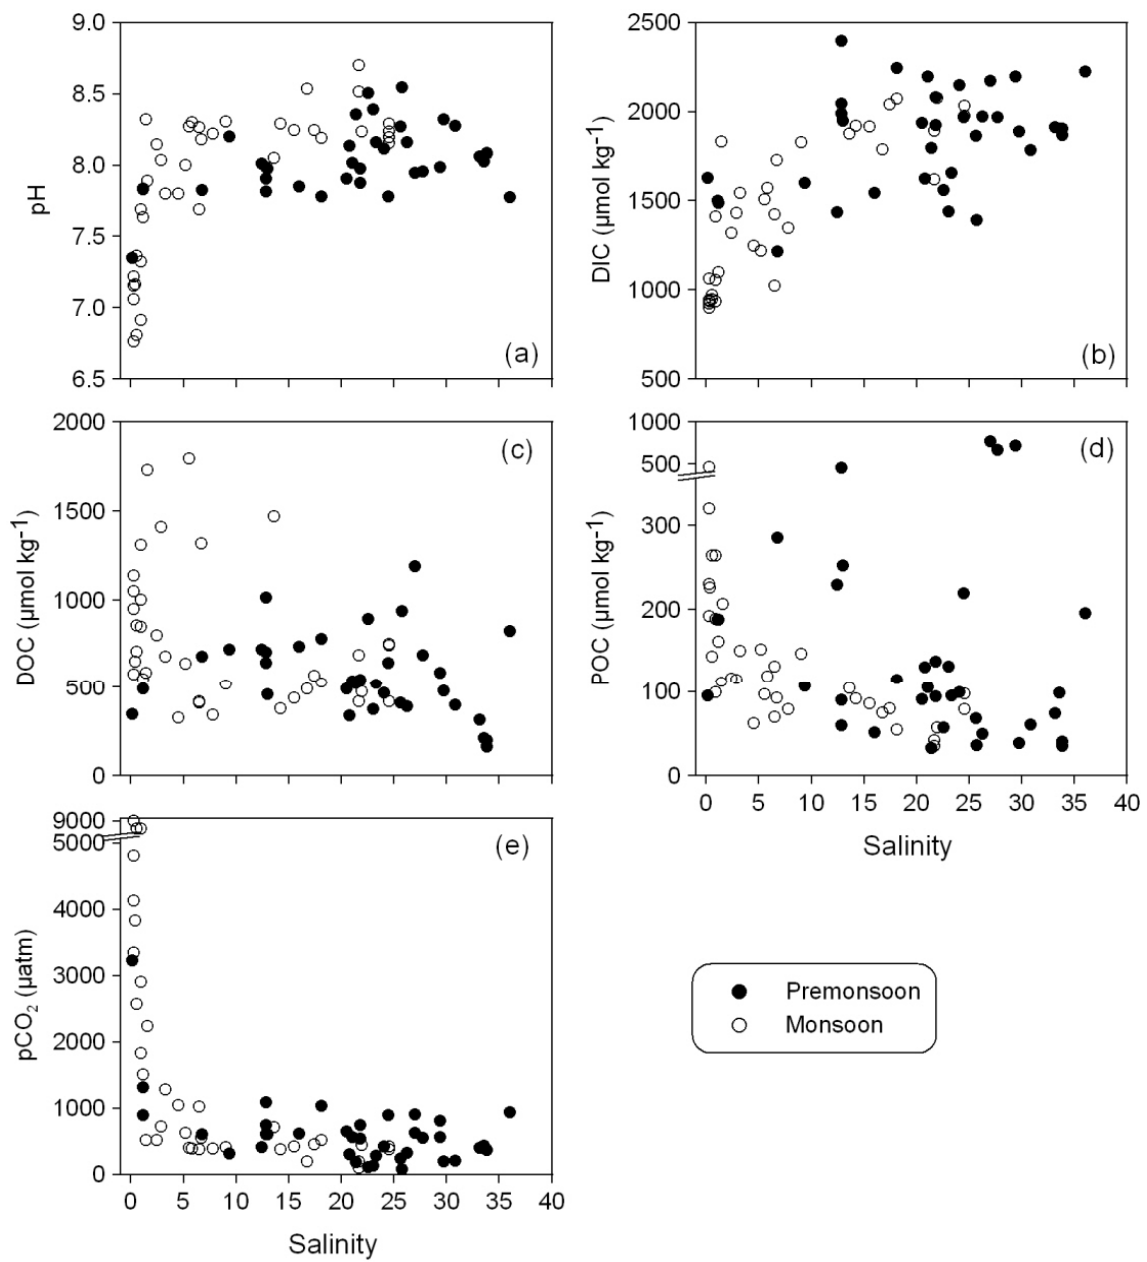 9.0
8.5
8.0
7.5
7.0
6.5
pH
(a)
2500
2000
1500
1000
500
DIC (μmol kg⁻¹)
(b)
2000
1500
1000
500
0
DOC (μmol kg⁻¹)
(c)
1000
500
300
200
100
0
POC (μmol kg⁻¹)
(d)
0 5 10 15 20 25 30 35 40
Salinity
9000
5000
4000
3000
2000
1000
0
pCO₂ (μatm)
(e)
0 5 10 15 20 25 30 35 40
Salinity
Premonsoon
Monsoon